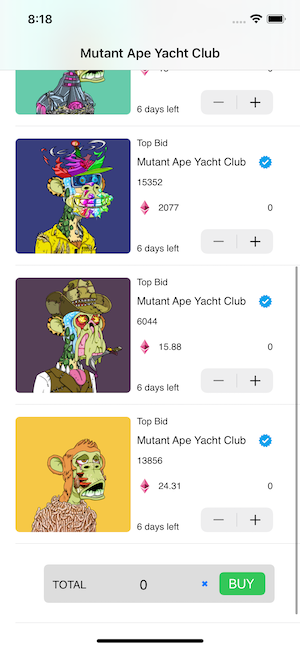 8:18
Mutant Ape Yacht Club
0
6 days left
Top Bid
Mutant Ape Yacht Club
15352
2077 0
6 days left
Top Bid
Mutant Ape Yacht Club
6044
15.88 0
6 days left
Top Bid
Mutant Ape Yacht Club
13856
24.31 0
6 days left
TOTAL 0 BUY